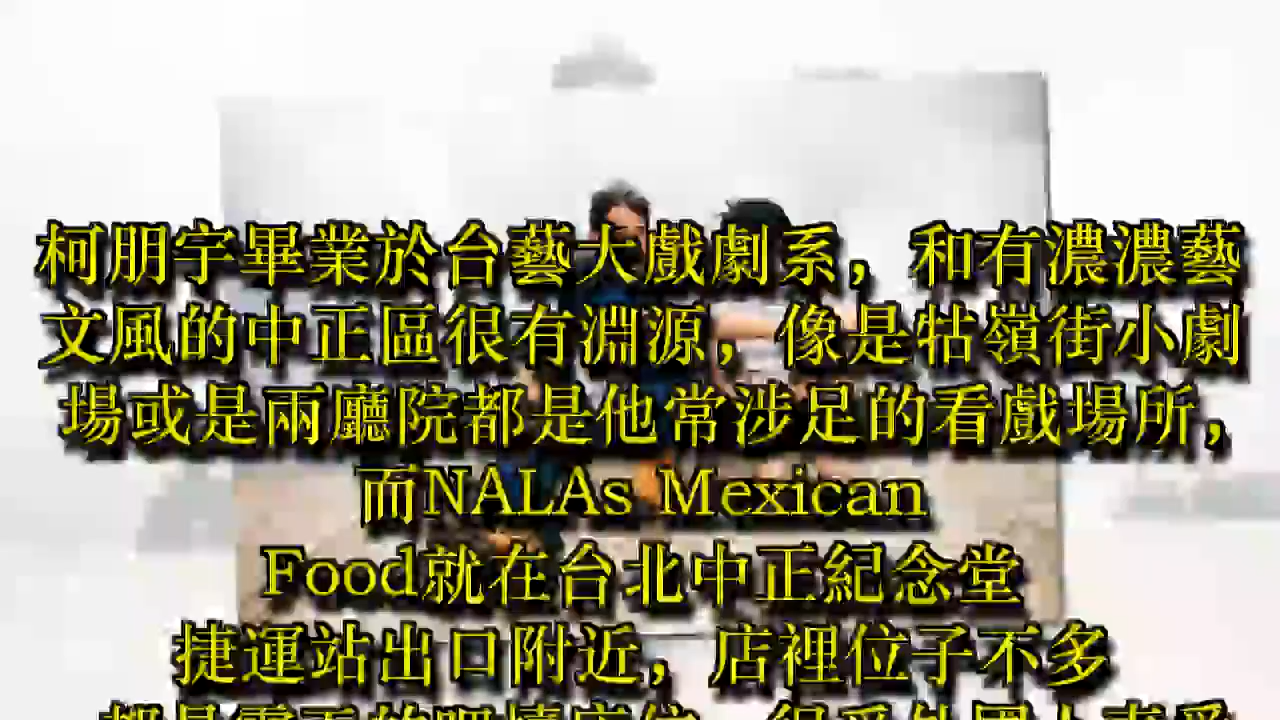 柯朋宇畢業於台藝大戲劇系，和有濃濃藝
文風的中正區很有淵源，像是牯嶺街小劇
場或是兩廳院都是他常涉足的看戲場所，
而NALAs Mexican
Food就在台北中正紀念堂
捷運站出口附近，店裡位子不多